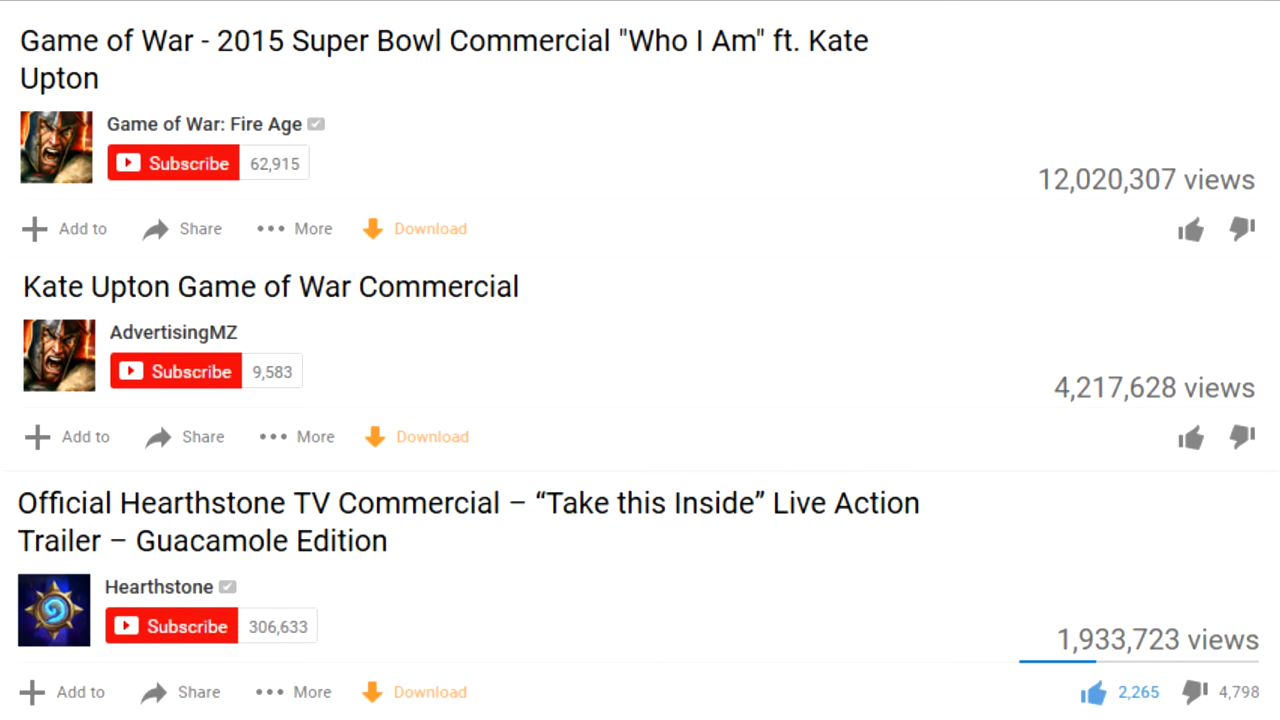 Game of War - 2015 Super Bowl Commercial "Who I Am" ft. Kate
Upton
Game of War: Fire Age
Subscribe 62,915
12,020,307 views
Add to Share More Download
Kate Upton Game of War Commercial
AdvertisingMZ
Subscribe 9,583
4,217,628 views
Add to Share More Download
Official Hearthstone TV Commercial – “Take this Inside” Live Action
Trailer – Guacamole Edition
Hearthstone
Subscribe 306,633
1,933,723 views
Add to Share More Download 2,265 4,798